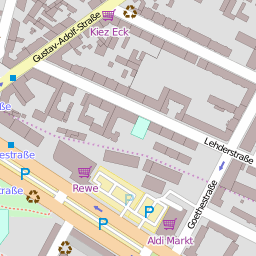 Gustav-Adolf-Straße
Kiez Eck
Lehderstraße
Rewe
P
P
P
Goethestraße
Aldi Markt